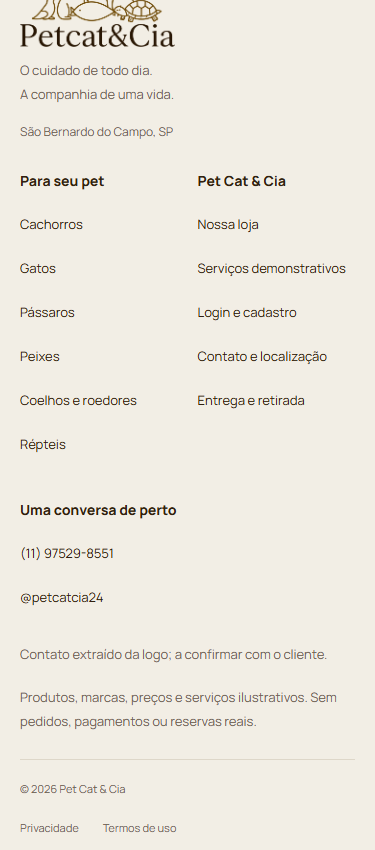 Petcat&Cia
O cuidado de todo dia.
A companhia de uma vida.
São Bernardo do Campo, SP
Para seu pet
Cachorros
Gatos
Pássaros
Peixes
Coelhos e roedores
Répteis
Pet Cat & Cia
Nossa loja
Serviços demonstrativos
Login e cadastro
Contato e localização
Entrega e retirada
Uma conversa de perto
(11) 97529-8551
@petcatcia24
Contato extraído da logo; a confirmar com o cliente.
Produtos, marcas, preços e serviços ilustrativos. Sem
pedidos, pagamentos ou reservas reais.
© 2026 Pet Cat & Cia
Privacidade
Termos de uso